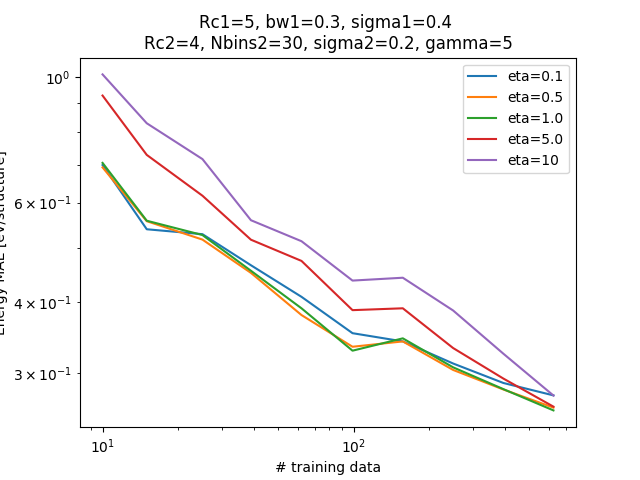 Rc1=5, bw1=0.3, sigma1=0.4
Rc2=4, Nbins2=30, sigma2=0.2, gamma=5
eta=0.1
eta=0.5
eta=1.0
eta=5.0
eta=10
10⁰
6 × 10⁻¹
4 × 10⁻¹
3 × 10⁻¹
Energy MAE [eV/structure]
10¹
10²
# training data